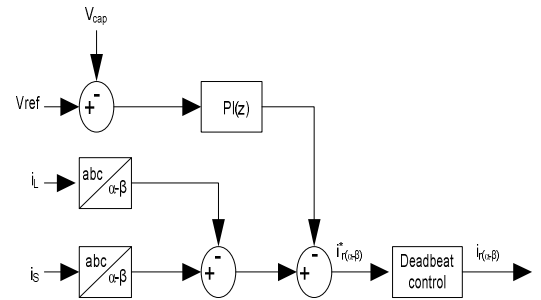 Vcap
Vref
+
-
PI(z)
iL
abc
α-β
-
-
iS
abc
α-β
+
+
i*r(α-β)
Deadbeat
control
ir(α-β)